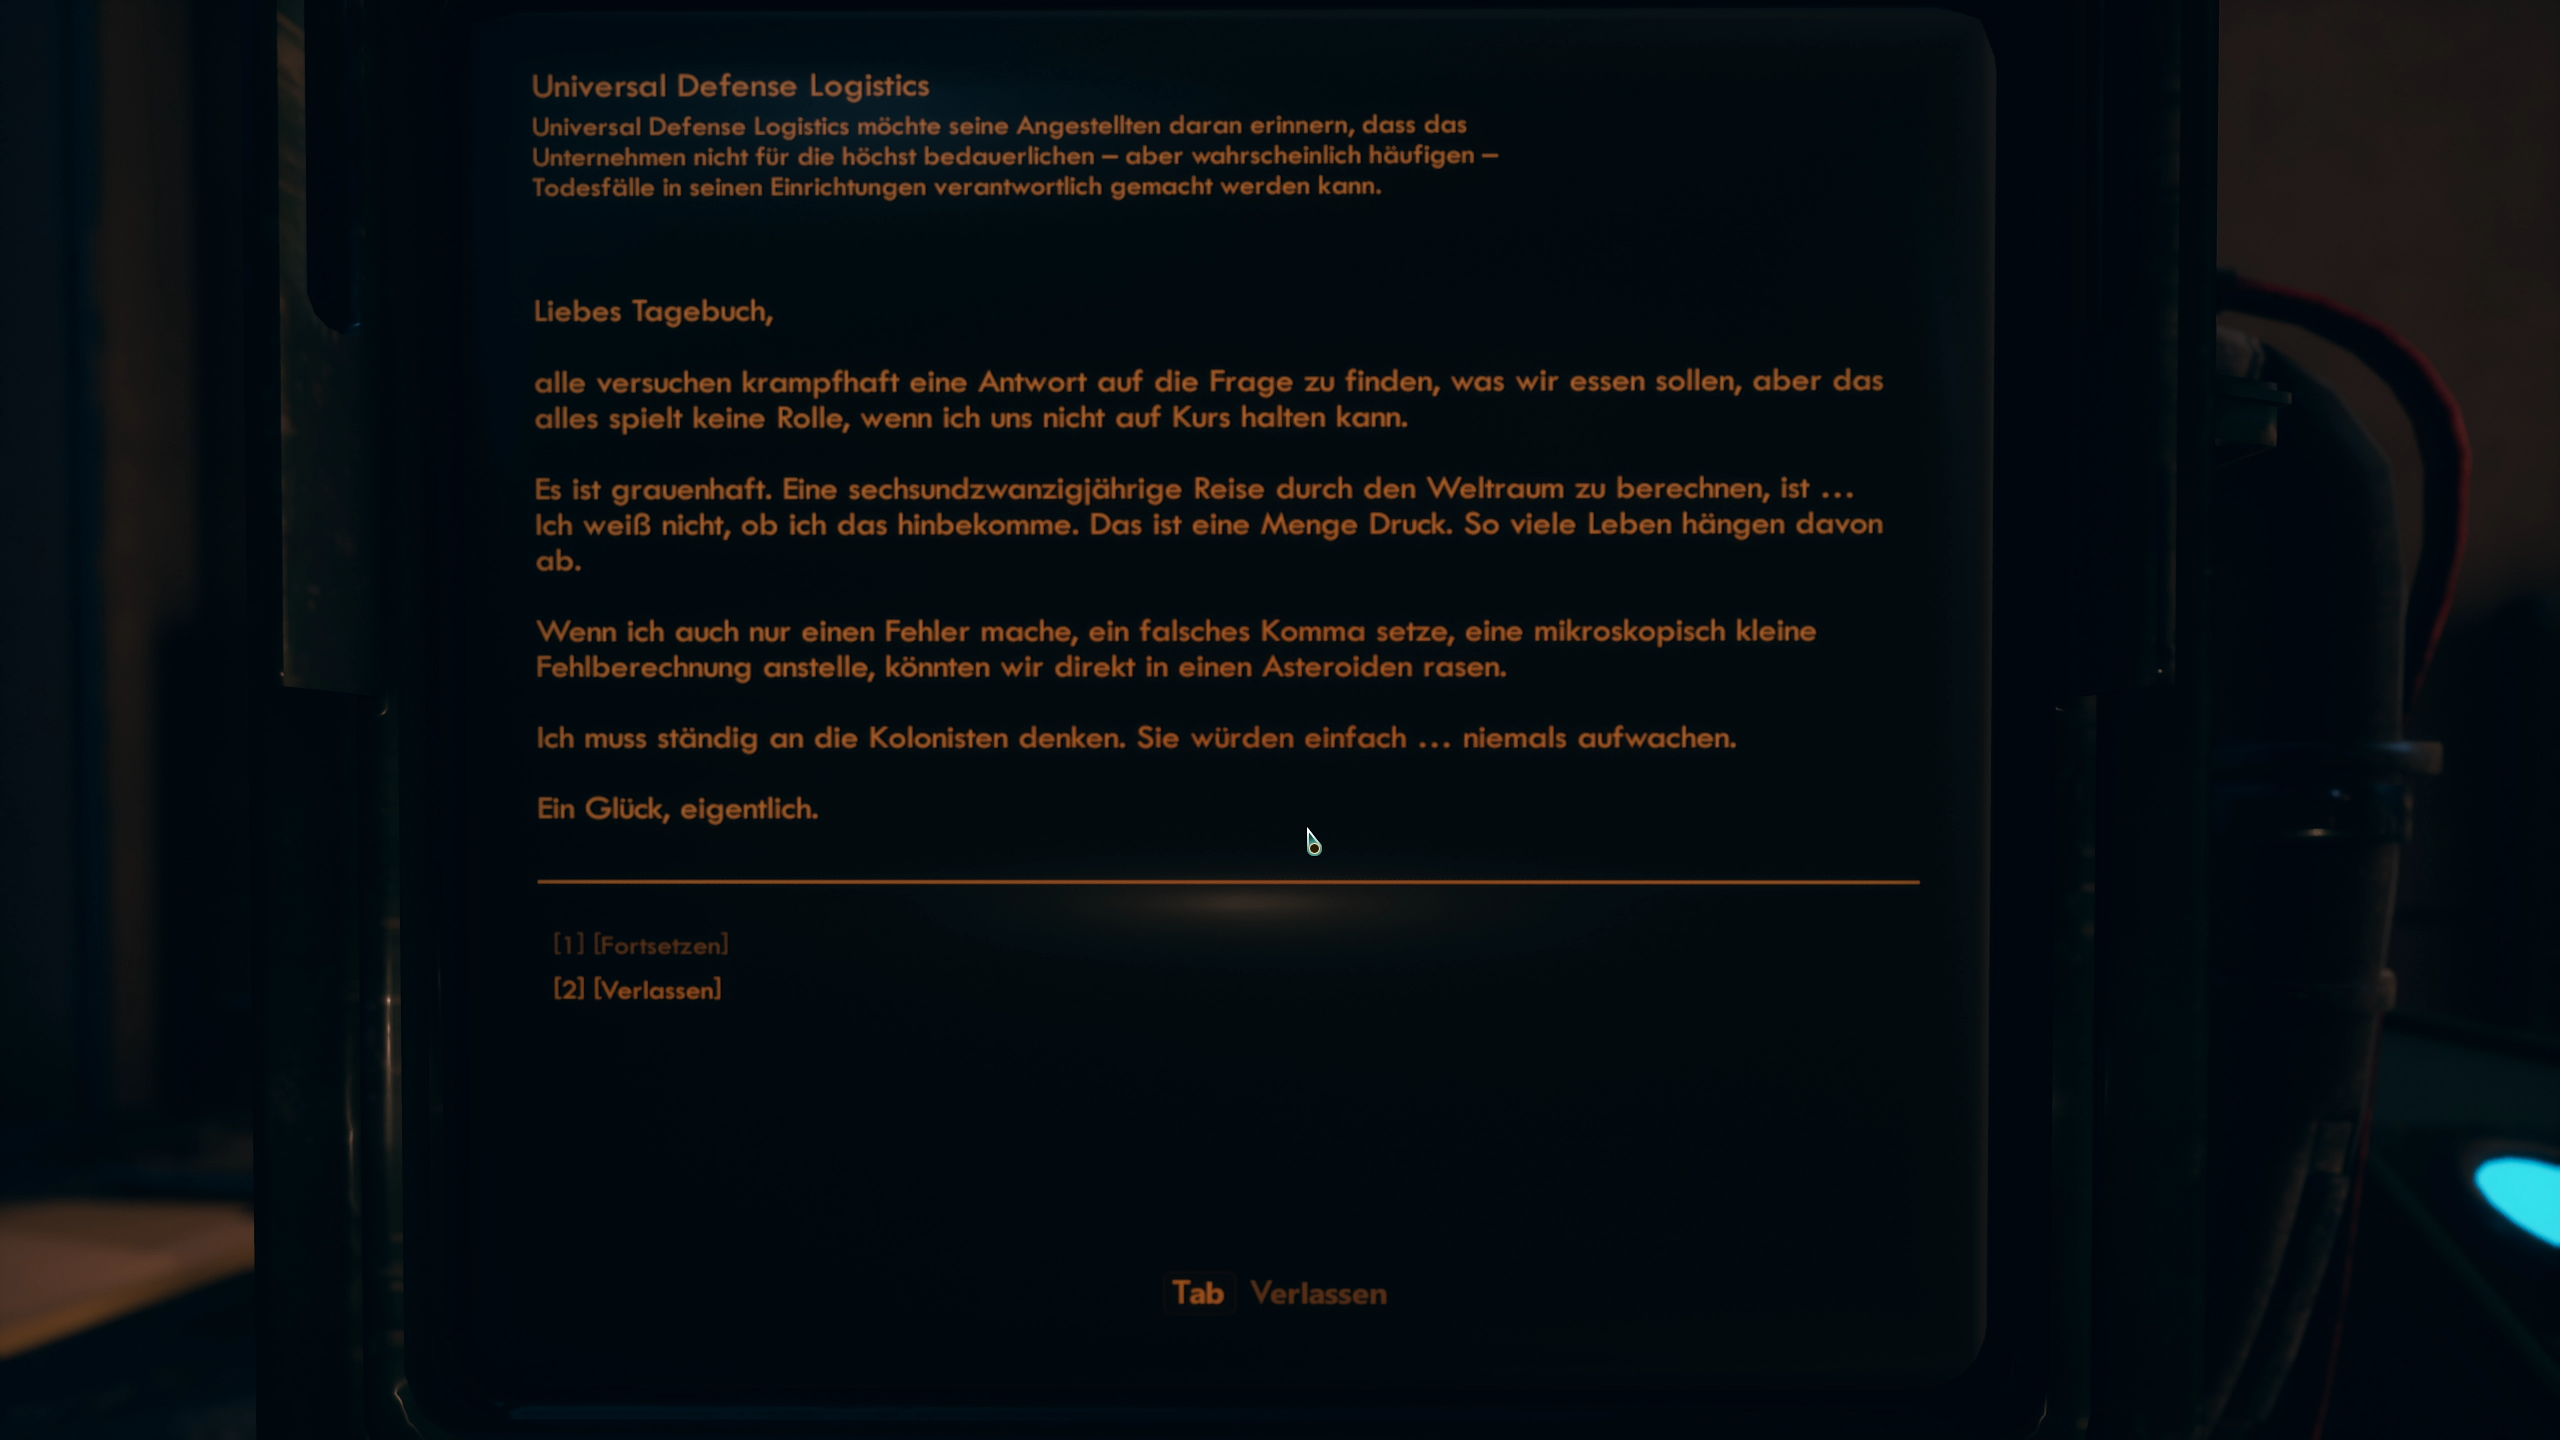 Universal Defense Logistics
Universal Defense Logistics möchte seine Angestellten daran erinnern, dass das
Unternehmen nicht für die höchst bedauerlichen – aber wahrscheinlich häufigen –
Todesfälle in seinen Einrichtungen verantwortlich gemacht werden kann.
Liebes Tagebuch,
alle versuchen krampfhaft eine Antwort auf die Frage zu finden, was wir essen sollen, aber das
alles spielt keine Rolle, wenn ich uns nicht auf Kurs halten kann.
Es ist grauenhaft. Eine sechsundzwanzigjährige Reise durch den Weltraum zu berechnen, ist …
Ich weiß nicht, ob ich das hinbekomme. Das ist eine Menge Druck. So viele Leben hängen davon
ab.
Wenn ich auch nur einen Fehler mache, ein falsches Komma setze, eine mikroskopisch kleine
Fehlberechnung anstelle, könnten wir direkt in einen Asteroiden rasen.
Ich muss ständig an die Kolonisten denken. Sie würden einfach … niemals aufwachen.
Ein Glück, eigentlich.
[1] [Fortsetzen]
[2] [Verlassen]
Tab Verlassen